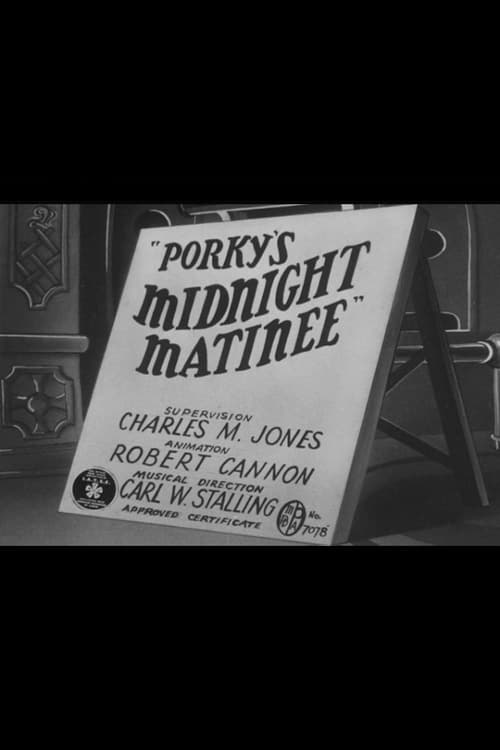 "PORKY'S
MIDNIGHT
MATINEE"
SUPERVISION
CHARLES M. JONES
ANIMATION
ROBERT CANNON
MUSICAL DIRECTION
CARL W. STALLING
APPROVED CERTIFICATE No. 7078